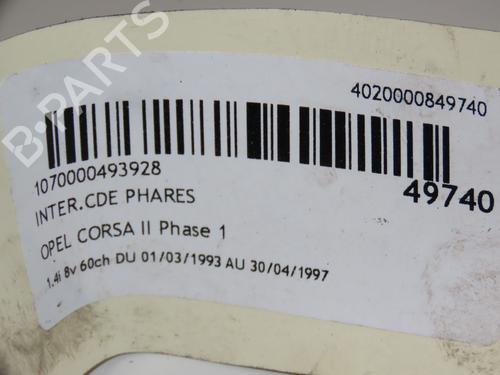 4020000849740
1070000493928
49740
INTER.CDE PHARES
OPEL CORSA II Phase 1
1.4i 8v 60ch DU 01/03/1993 AU 30/04/1997
B-PARTS